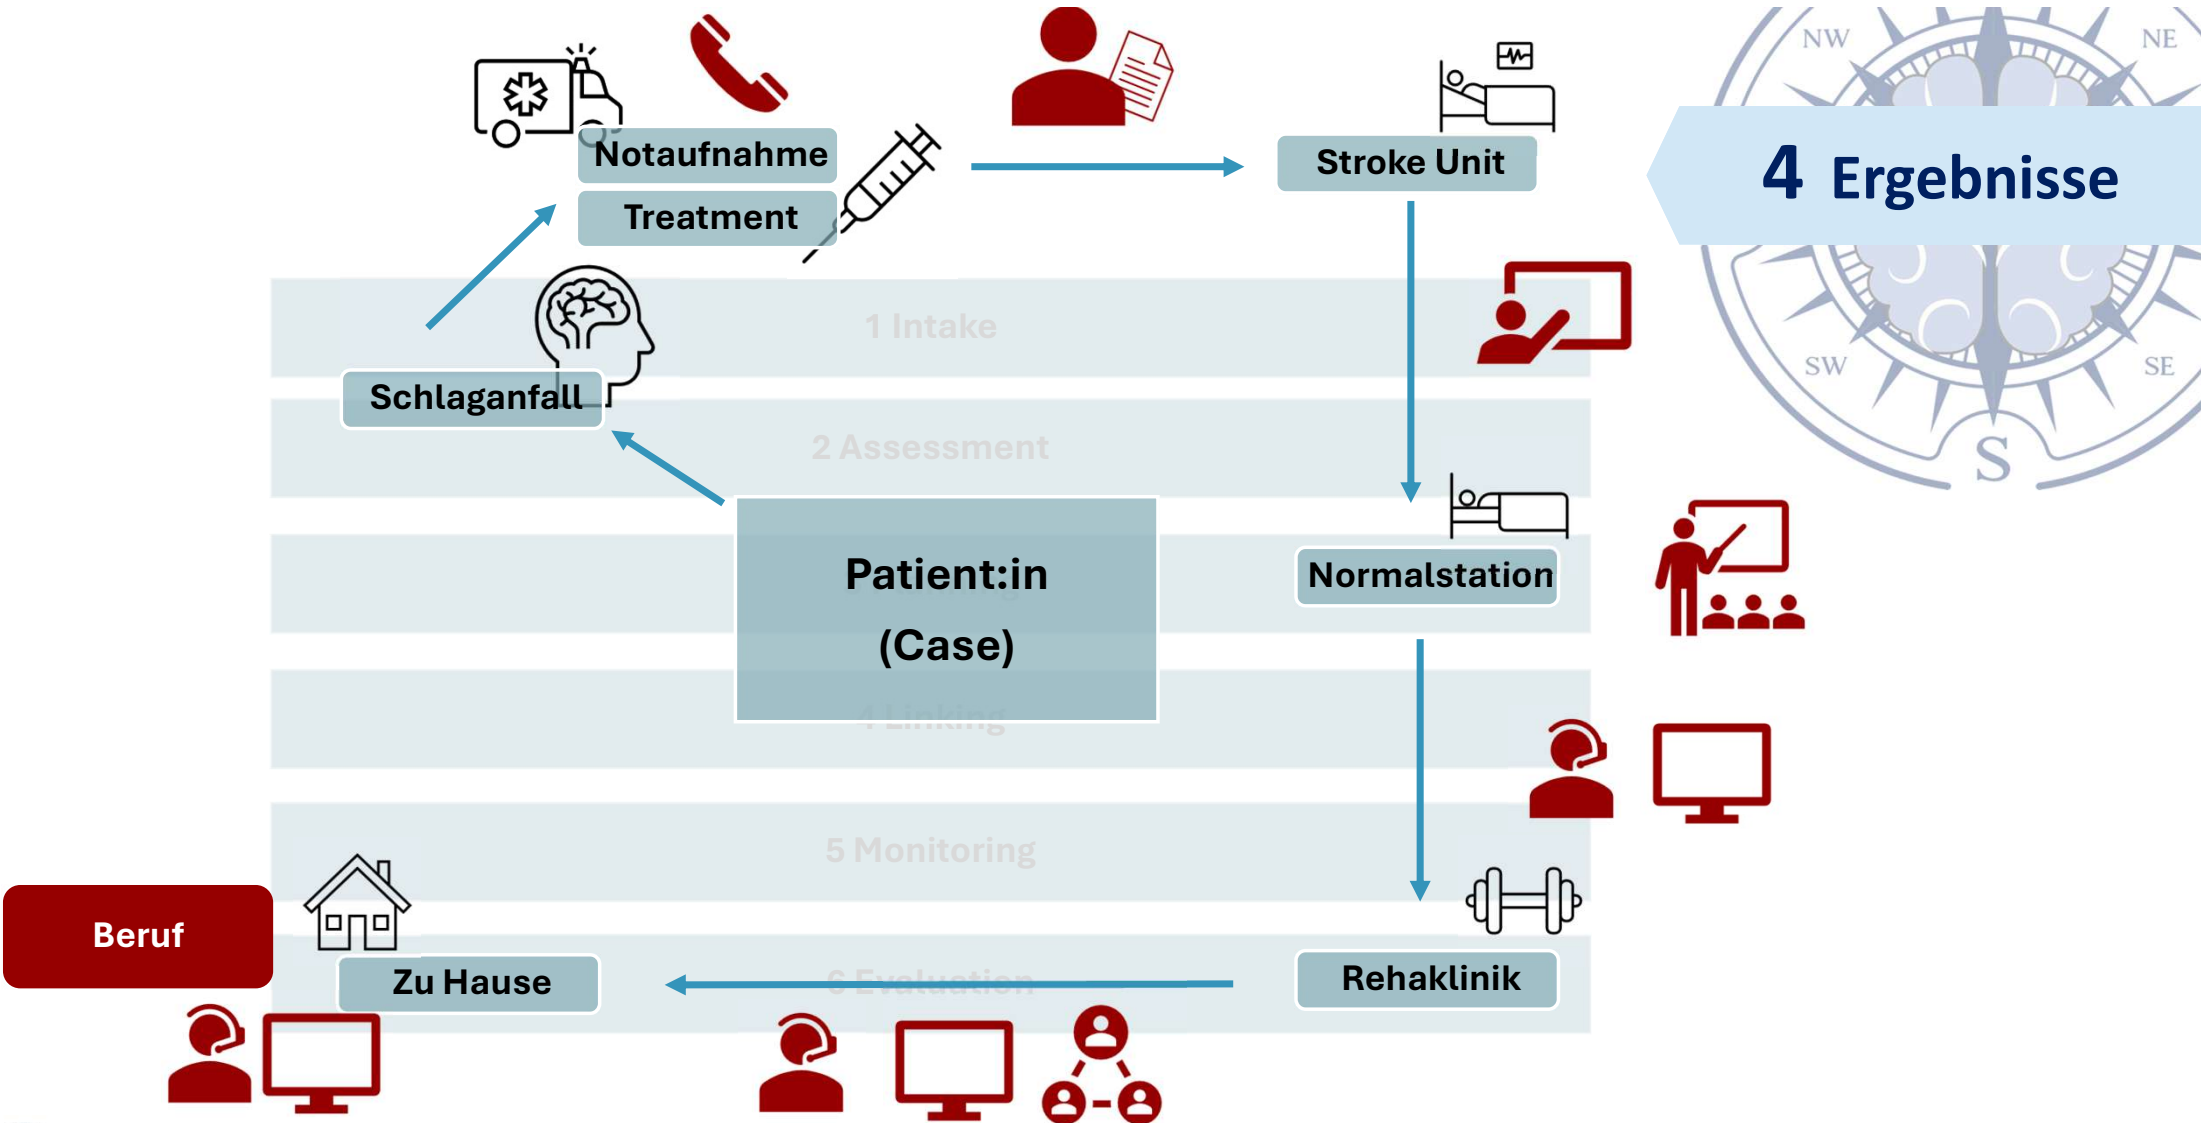 NW
NE
Notaufnahme
Treatment
Stroke Unit
4 Ergebnisse
1 Intake
SW
SE
Schlaganfall
2 Assessment
S
Patient:in
(Case)
Normalstation
4 Linking
5 Monitoring
Beruf
Zu Hause
6 Evaluation
Rehaklinik